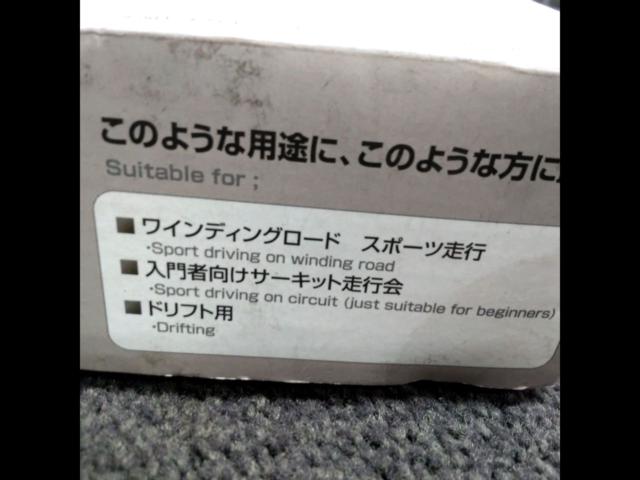 このような用途に、このような方に
Suitable for ;
■ワインディングロード スポーツ走行
・Sport driving on winding road
■入門者向けサーキット走行会
・Sport driving on circuit (just suitable for beginners)
■ドリフト用
・Drifting